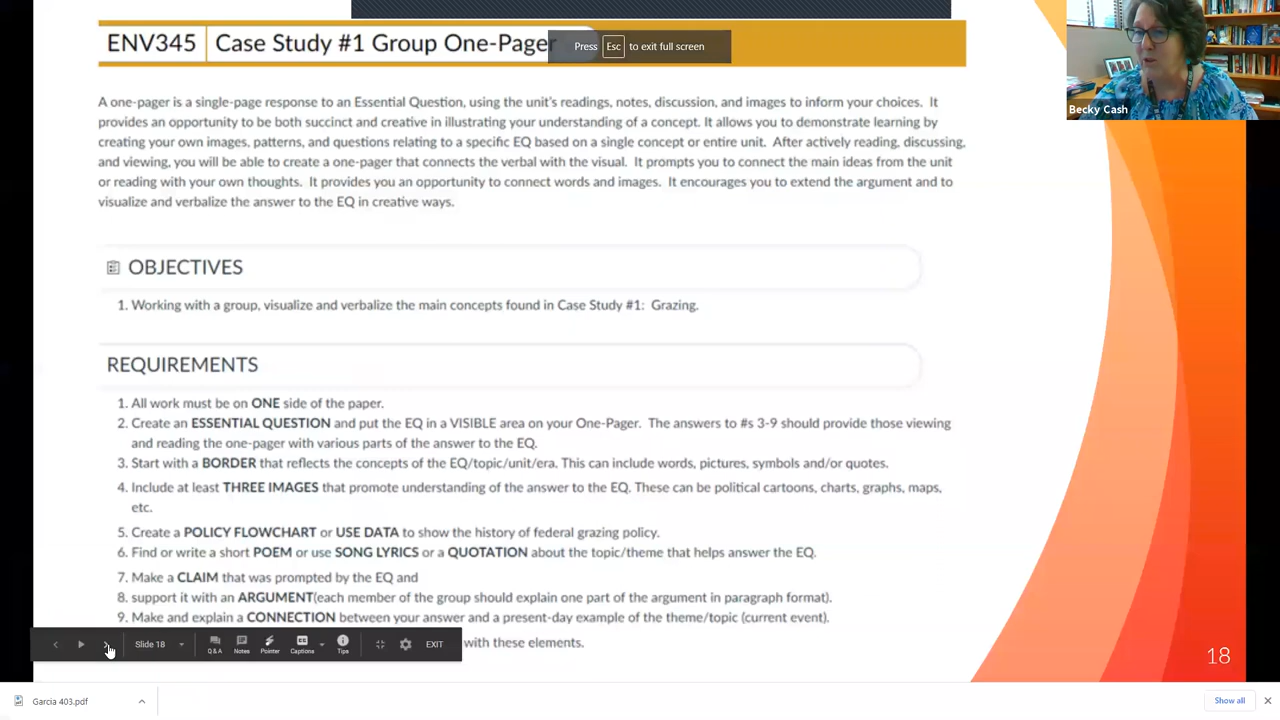 ENV345 Case Study #1 Group One-Pager
Press Esc to exit full screen
Becky Cash
A one-pager is a single-page response to an Essential Question, using the unit's readings, notes, discussion, and images to inform your choices. It
provides an opportunity to be both succinct and creative in illustrating your understanding of a concept. It allows you to demonstrate learning by
creating your own images, patterns, and questions relating to a specific EQ based on a single concept or entire unit. After actively reading, discussing,
and viewing, you will be able to create a one-pager that connects the verbal with the visual. It prompts you to connect the main ideas from the unit
or reading with your own thoughts. It provides you an opportunity to connect words and images. It encourages you to extend the argument and to
visualize and verbalize the answer to the EQ in creative ways.
OBJECTIVES
1. Working with a group, visualize and verbalize the main concepts found in Case Study #1: Grazing.
REQUIREMENTS
1. All work must be on ONE side of the paper.
2. Create an ESSENTIAL QUESTION and put the EQ in a VISIBLE area on your One-Pager. The answers to #s 3-9 should provide those viewing
and reading the one-pager with various parts of the answer to the EQ.
3. Start with a BORDER that reflects the concepts of the EQ/topic/unit/era. This can include words, pictures, symbols and/or quotes.
4. Include at least THREE IMAGES that promote understanding of the answer to the EQ. These can be political cartoons, charts, graphs, maps,
etc.
5. Create a POLICY FLOWCHART or USE DATA to show the history of federal grazing policy.
6. Find or write a short POEM or use SONG LYRICS or a QUOTATION about the topic/theme that helps answer the EQ.
7. Make a CLAIM that was prompted by the EQ and
8. support it with an ARGUMENT(each member of the group should explain one part of the argument in paragraph format).
9. Make and explain a CONNECTION between your answer and a present-day example of the theme/topic (current event).
with these elements.
Slide 18 Q & A Notes Pointer Captions Tips EXIT
18
Garcia 403.pdf
Show all